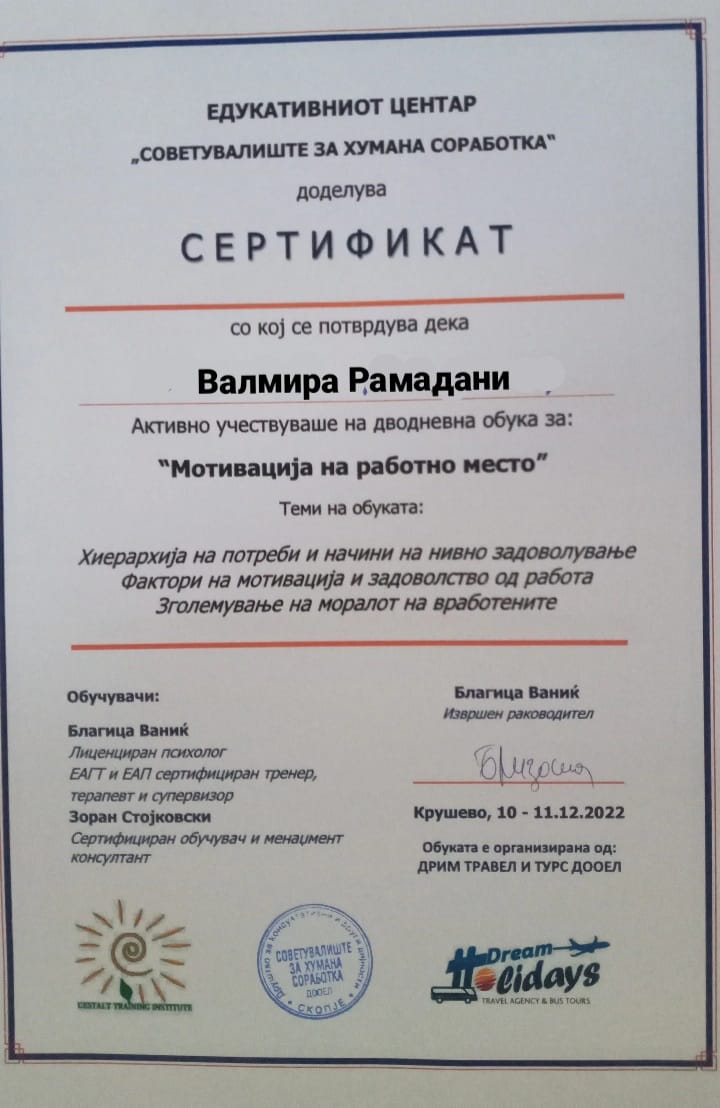 ЕДУКАТИВНИОТ ЦЕНТАР
„СОВЕТУВАЛИШТЕ ЗА ХУМАНА СОРАБОТКА“
доделува
СЕРТИФИКАТ
со кој се потврдува дека
Валмира Рамадани
Активно учествуваше на дводневна обука за:
“Мотивација на работно место”
Теми на обуката:
Хиерархија на потреби и начини на нивно задоволување
Фактори на мотивација и задоволство од работа
Зголемување на моралот на вработените
Обучувачи:
Благица Ваниќ
Лиценциран психолог
ЕАГТ и ЕАП сертифициран тренер,
терапевт и супервизор
Зоран Стојковски
Сертифициран обучувач и менаџмент
консултант
Благица Ваниќ
Извршен раководител
Крушево, 10 - 11.12.2022
Обуката е организирана од:
ДРИМ ТРАВЕЛ И ТУРС ДООЕЛ
GESTALT TRAINING INSTITUTE
СОВЕТУВАЛИШТЕ
ЗА ХУМАНА
СОРАБОТКА
ДООЕЛ
СКОПЈЕ
Dream
Holidays
TRAVEL AGENCY & BUS TOURS